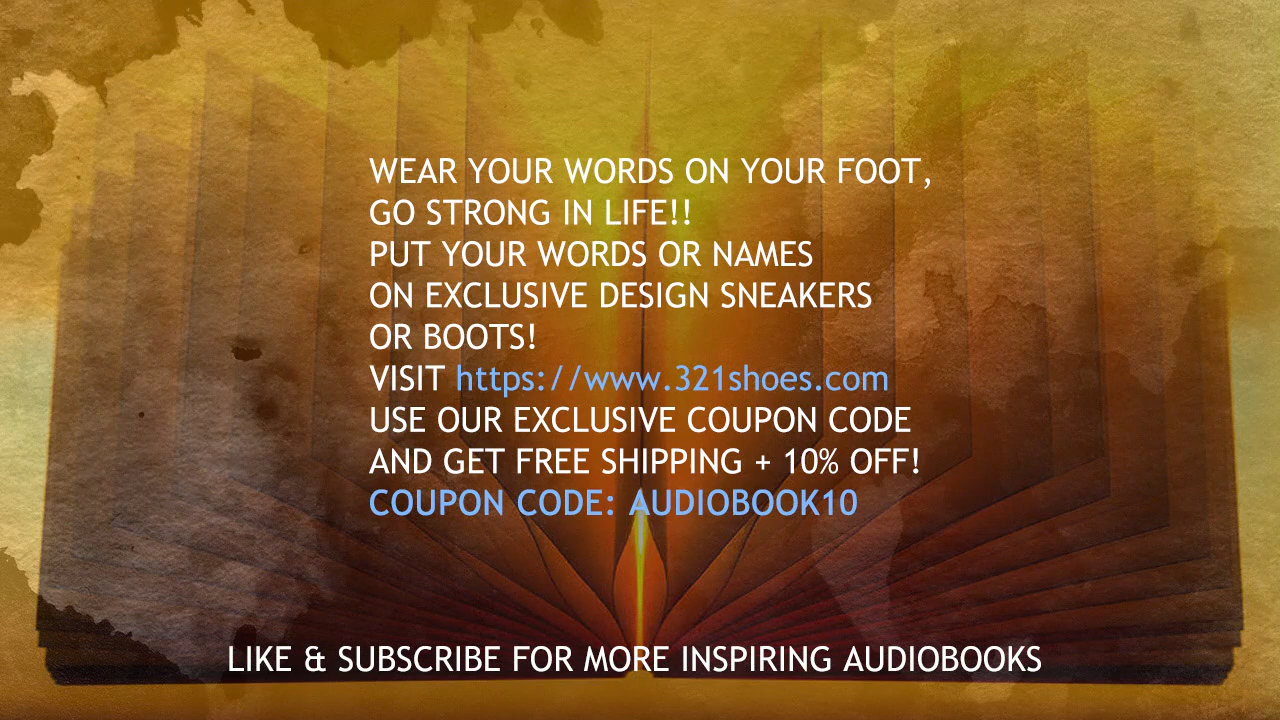 WEAR YOUR WORDS ON YOUR FOOT,
GO STRONG IN LIFE!!
PUT YOUR WORDS OR NAMES
ON EXCLUSIVE DESIGN SNEAKERS
OR BOOTS!
VISIT https://www.321shoes.com
USE OUR EXCLUSIVE COUPON CODE
AND GET FREE SHIPPING + 10% OFF!
COUPON CODE: AUDIOBOOK10
LIKE & SUBSCRIBE FOR MORE INSPIRING AUDIOBOOKS